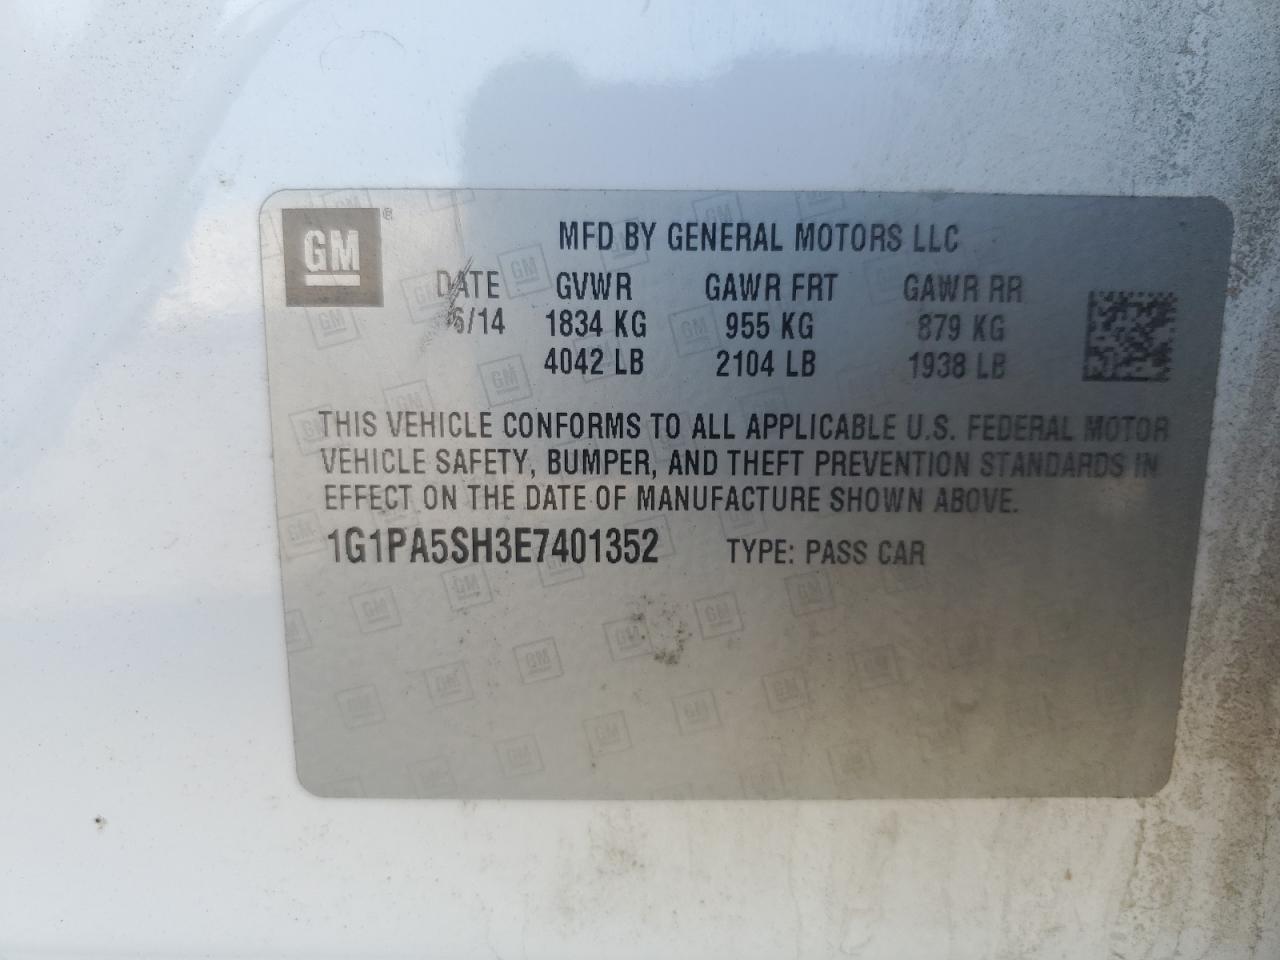 GM
®
MFD BY GENERAL MOTORS LLC
DATE GVWR GAWR FRT GAWR RR
6/14 1834 KG 955 KG 879 KG
4042 LB 2104 LB 1938 LB
THIS VEHICLE CONFORMS TO ALL APPLICABLE U.S. FEDERAL MOTOR
VEHICLE SAFETY, BUMPER, AND THEFT PREVENTION STANDARDS IN
EFFECT ON THE DATE OF MANUFACTURE SHOWN ABOVE.
1G1PA5SH3E7401352 TYPE: PASS CAR